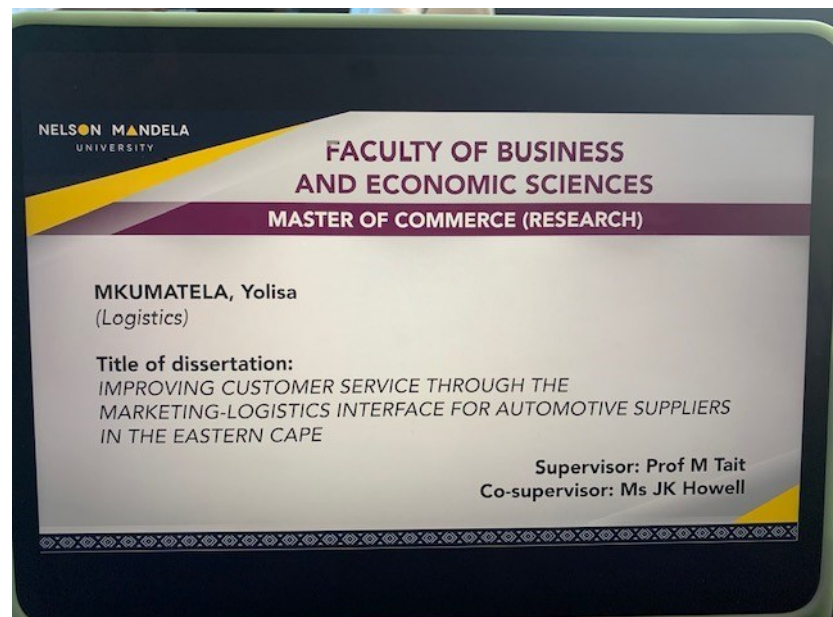 NELSON MANDELA
UNIVERSITY
FACULTY OF BUSINESS
AND ECONOMIC SCIENCES
MASTER OF COMMERCE (RESEARCH)
MKUMATELA, Yolisa
(Logistics)
Title of dissertation:
IMPROVING CUSTOMER SERVICE THROUGH THE
MARKETING-LOGISTICS INTERFACE FOR AUTOMOTIVE SUPPLIERS
IN THE EASTERN CAPE
Supervisor: Prof M Tait
Co-supervisor: Ms JK Howell